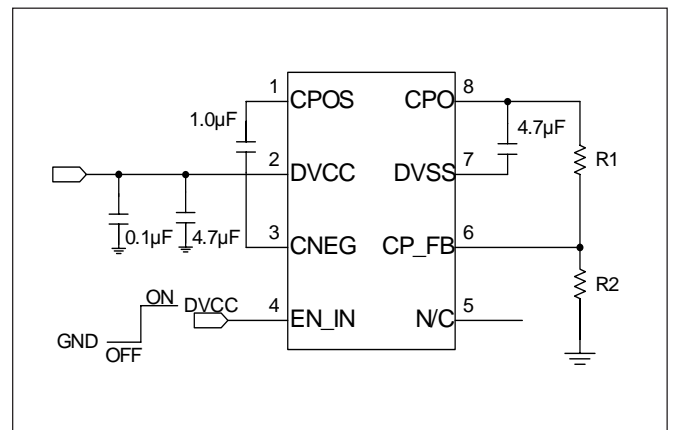 1 CPOS CPO 8
1.0µF 4.7µF
2 DVCC DVSS 7 R1
0.1µF 4.7µF
3 CNEG CP_FB 6
R2
ON DVCC 4 EN_IN N/C 5
GND OFF